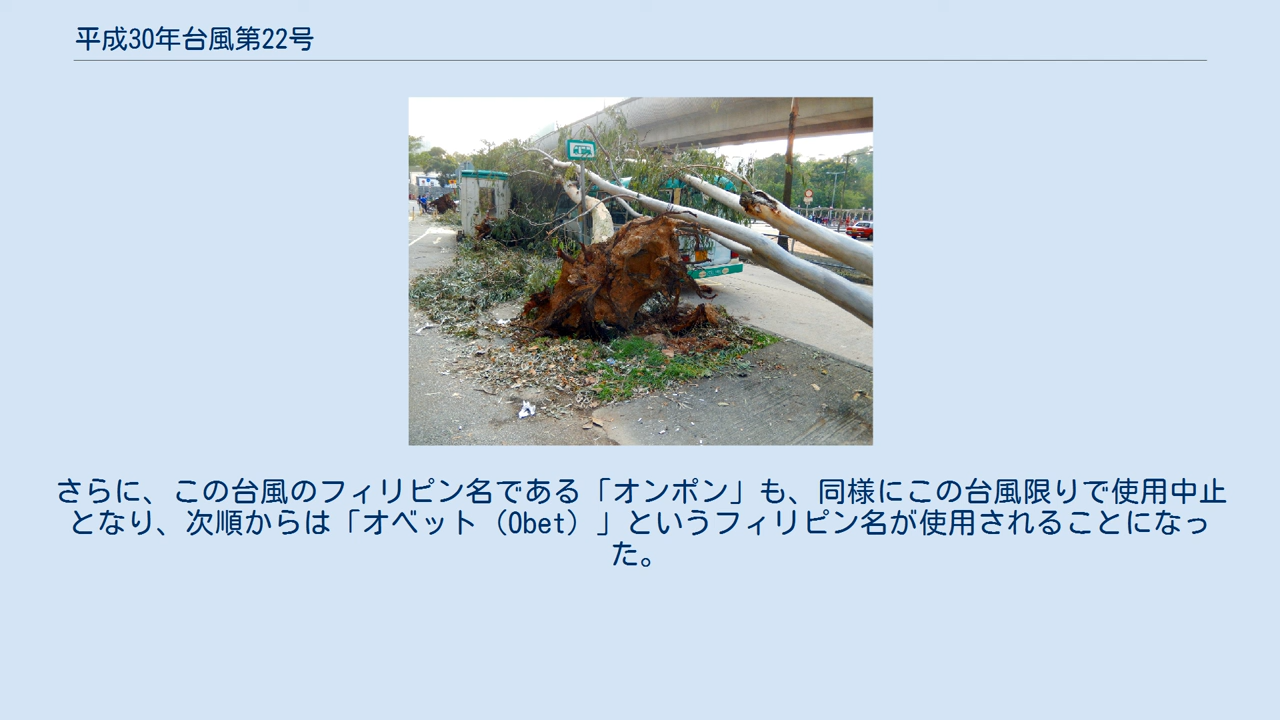 平成30年台風第22号
さらに、この台風のフィリピン名である「オンポン」も、同様にこの台風限りで使用中止
となり、次順からは「オベット（Obet）」というフィリピン名が使用されることになっ
た。